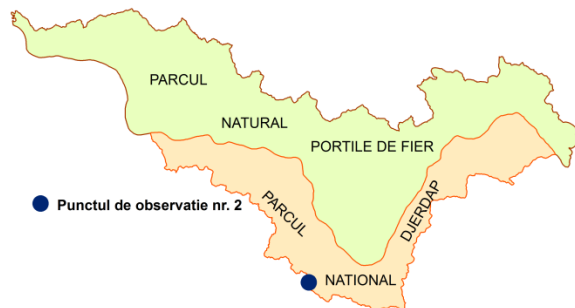 PARCUL
NATURAL
PORTILE DE FIER
PARCUL
NATIONAL
DJERDAP
Punctul de observatie nr. 2